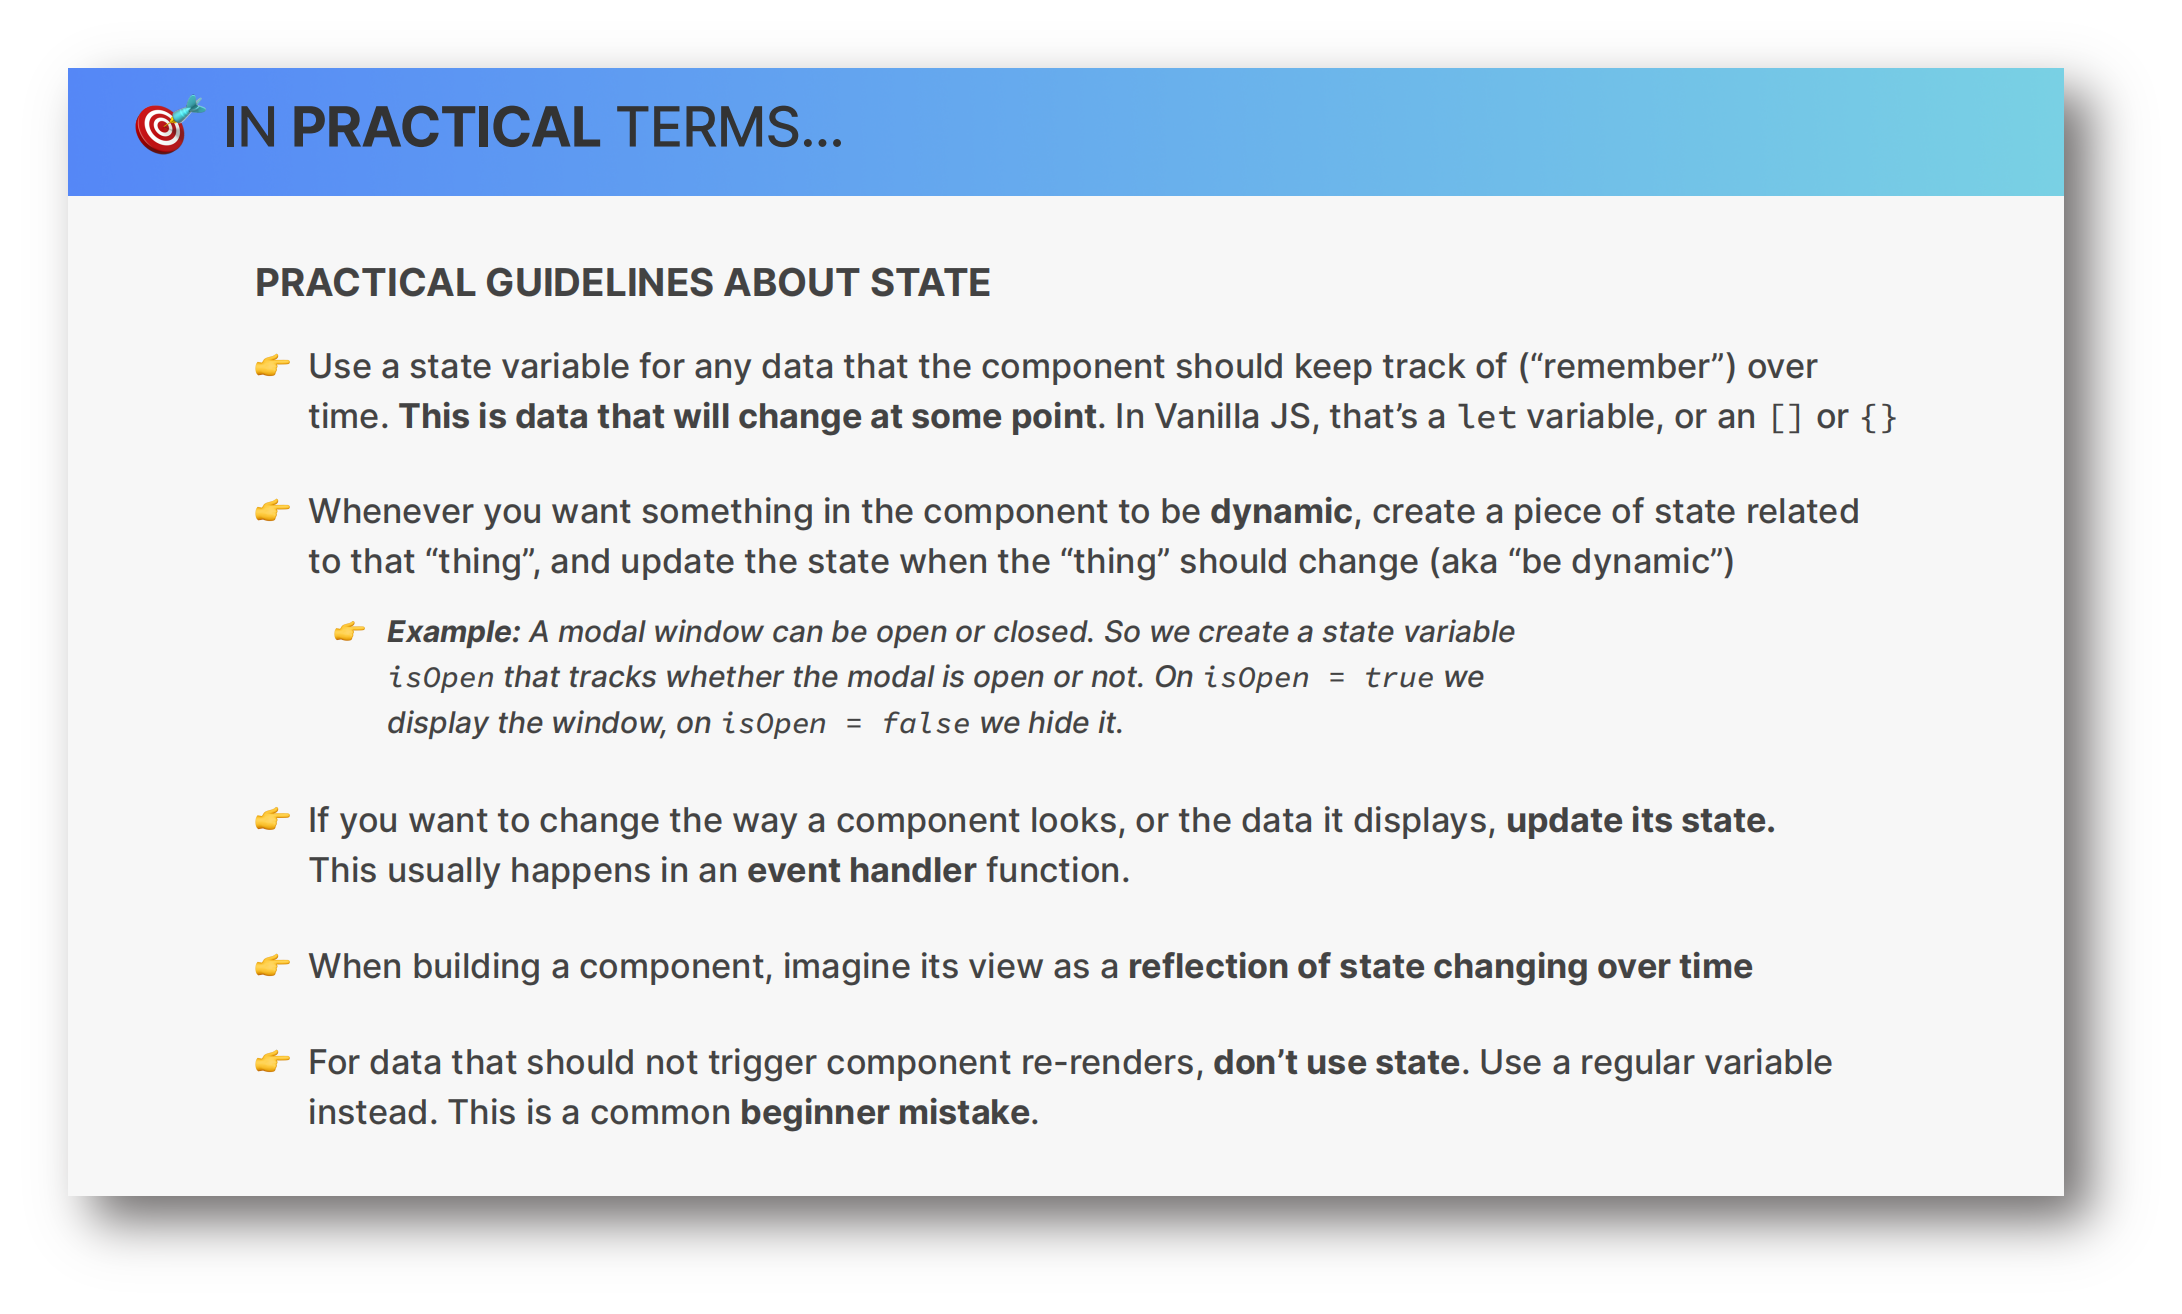 IN PRACTICAL TERMS...
PRACTICAL GUIDELINES ABOUT STATE
Use a state variable for any data that the component should keep track of (“remember”) over
time. This is data that will change at some point. In Vanilla JS, that’s a let variable, or an [] or {}
Whenever you want something in the component to be dynamic, create a piece of state related
to that “thing”, and update the state when the “thing” should change (aka “be dynamic”)
Example: A modal window can be open or closed. So we create a state variable
isOpen that tracks whether the modal is open or not. On isOpen = true we
display the window, on isOpen = false we hide it.
If you want to change the way a component looks, or the data it displays, update its state.
This usually happens in an event handler function.
When building a component, imagine its view as a reflection of state changing over time
For data that should not trigger component re-renders, don’t use state. Use a regular variable
instead. This is a common beginner mistake.